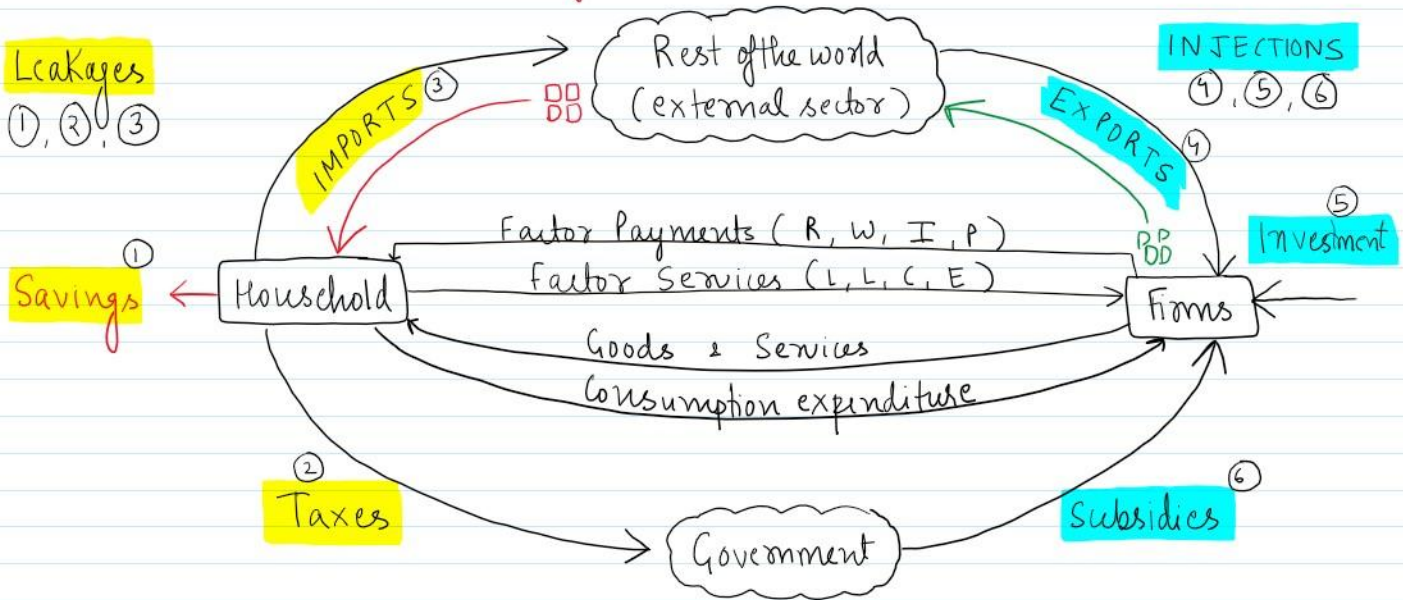 Leakages
①, ②, ③
Rest of the world
(external sector)
INJECTIONS
④, ⑤, ⑥
IMPORTS ③
EXPORTS ④
⑤
Investment
Factor Payments (R, W, I, P)
Factor Services (L, L, C, E)
①
Savings
Household
Firms
Goods & Services
Consumption expenditure
②
Taxes
⑥
Subsidies
Government